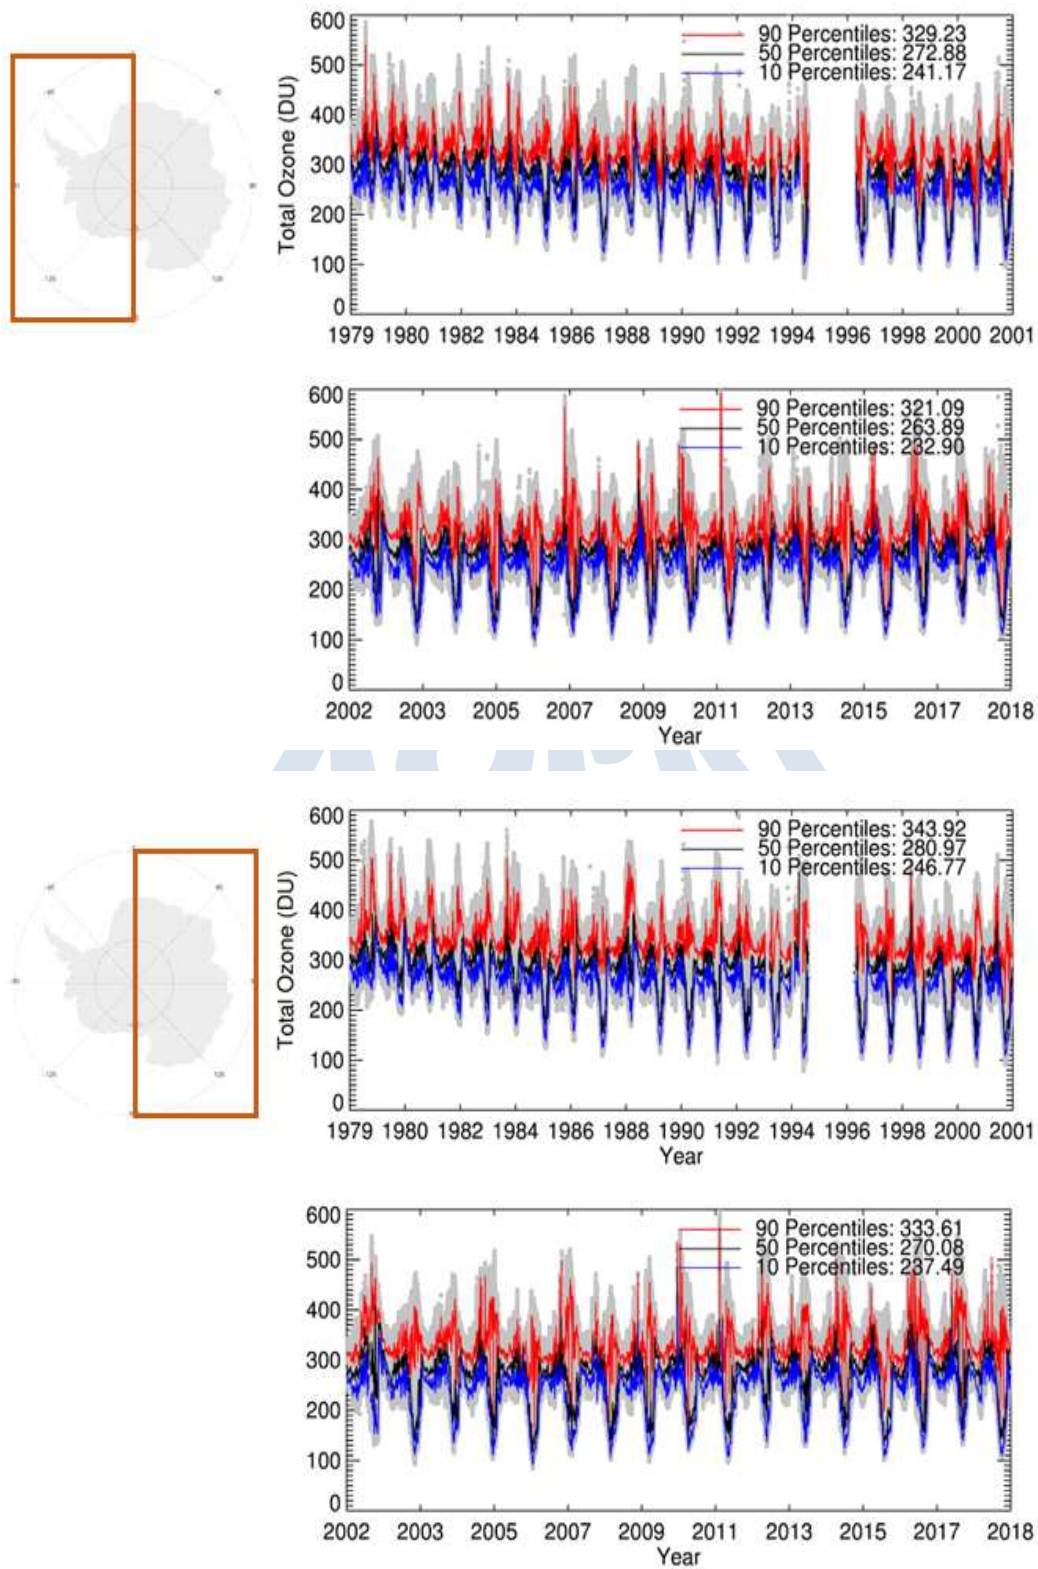 600
500
400
300
200
100
0
Total Ozone (DU)
90 Percentiles: 329.23
50 Percentiles: 272.88
10 Percentiles: 241.17
1979 1980 1982 1984 1986 1988 1990 1992 1994 1996 1998 2000 2001
600
500
400
300
200
100
0
90 Percentiles: 321.09
50 Percentiles: 263.89
10 Percentiles: 232.90
2002 2003 2005 2007 2009 2011 2013 2015 2017 2018
Year
600
500
400
300
200
100
0
Total Ozone (DU)
90 Percentiles: 343.92
50 Percentiles: 280.97
10 Percentiles: 246.77
1979 1980 1982 1984 1986 1988 1990 1992 1994 1996 1998 2000 2001
Year
600
500
400
300
200
100
0
90 Percentiles: 333.61
50 Percentiles: 270.08
10 Percentiles: 237.49
2002 2003 2005 2007 2009 2011 2013 2015 2017 2018
Year